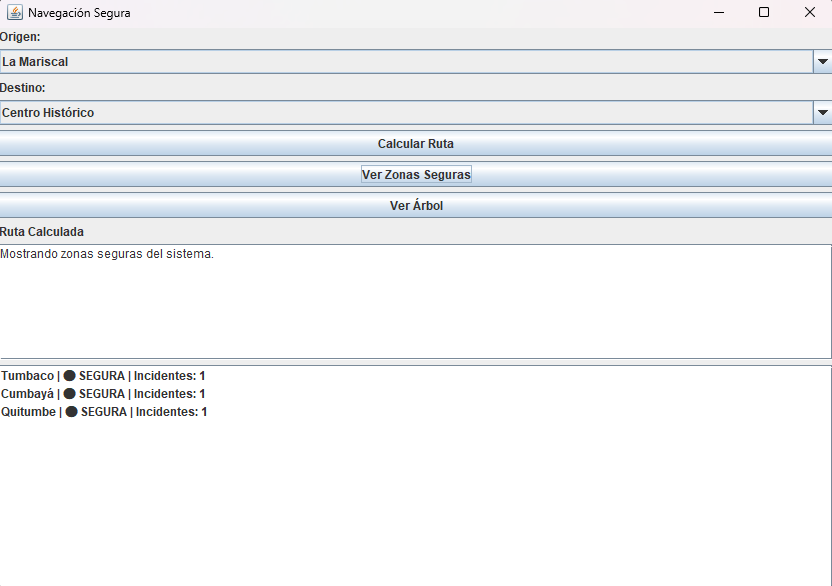 Navegación Segura
Origen:
La Mariscal
Destino:
Centro Histórico
Calcular Ruta
Ver Zonas Seguras
Ver Árbol
Ruta Calculada
Mostrando zonas seguras del sistema.
Tumbaco | ⚫ SEGURA | Incidentes: 1
Cumbayá | ⚫ SEGURA | Incidentes: 1
Quitumbe | ⚫ SEGURA | Incidentes: 1